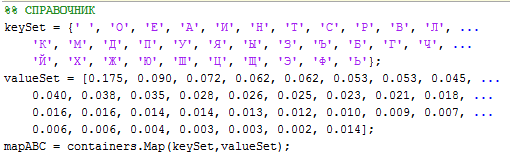 %% СПРАВОЧНИК
keySet = {' ', 'О', 'Е', 'А', 'И', 'Н', 'Т', 'С', 'Р', 'В', 'Л', ...
'К', 'М', 'Д', 'П', 'У', 'Я', 'Ы', 'З', 'Ъ', 'Б', 'Г', 'Ч', ...
'Й', 'Х', 'Ж', 'Ю', 'Ш', 'Ц', 'Щ', 'Э', 'Ф', 'Ь'};
valueSet = [0.175, 0.090, 0.072, 0.062, 0.062, 0.053, 0.053, 0.045, ...
0.040, 0.038, 0.035, 0.028, 0.026, 0.025, 0.023, 0.021, 0.018, ...
0.016, 0.016, 0.014, 0.014, 0.013, 0.012, 0.010, 0.009, 0.007, ...
0.006, 0.006, 0.004, 0.003, 0.003, 0.002, 0.014];
mapABC = containers.Map(keySet,valueSet);